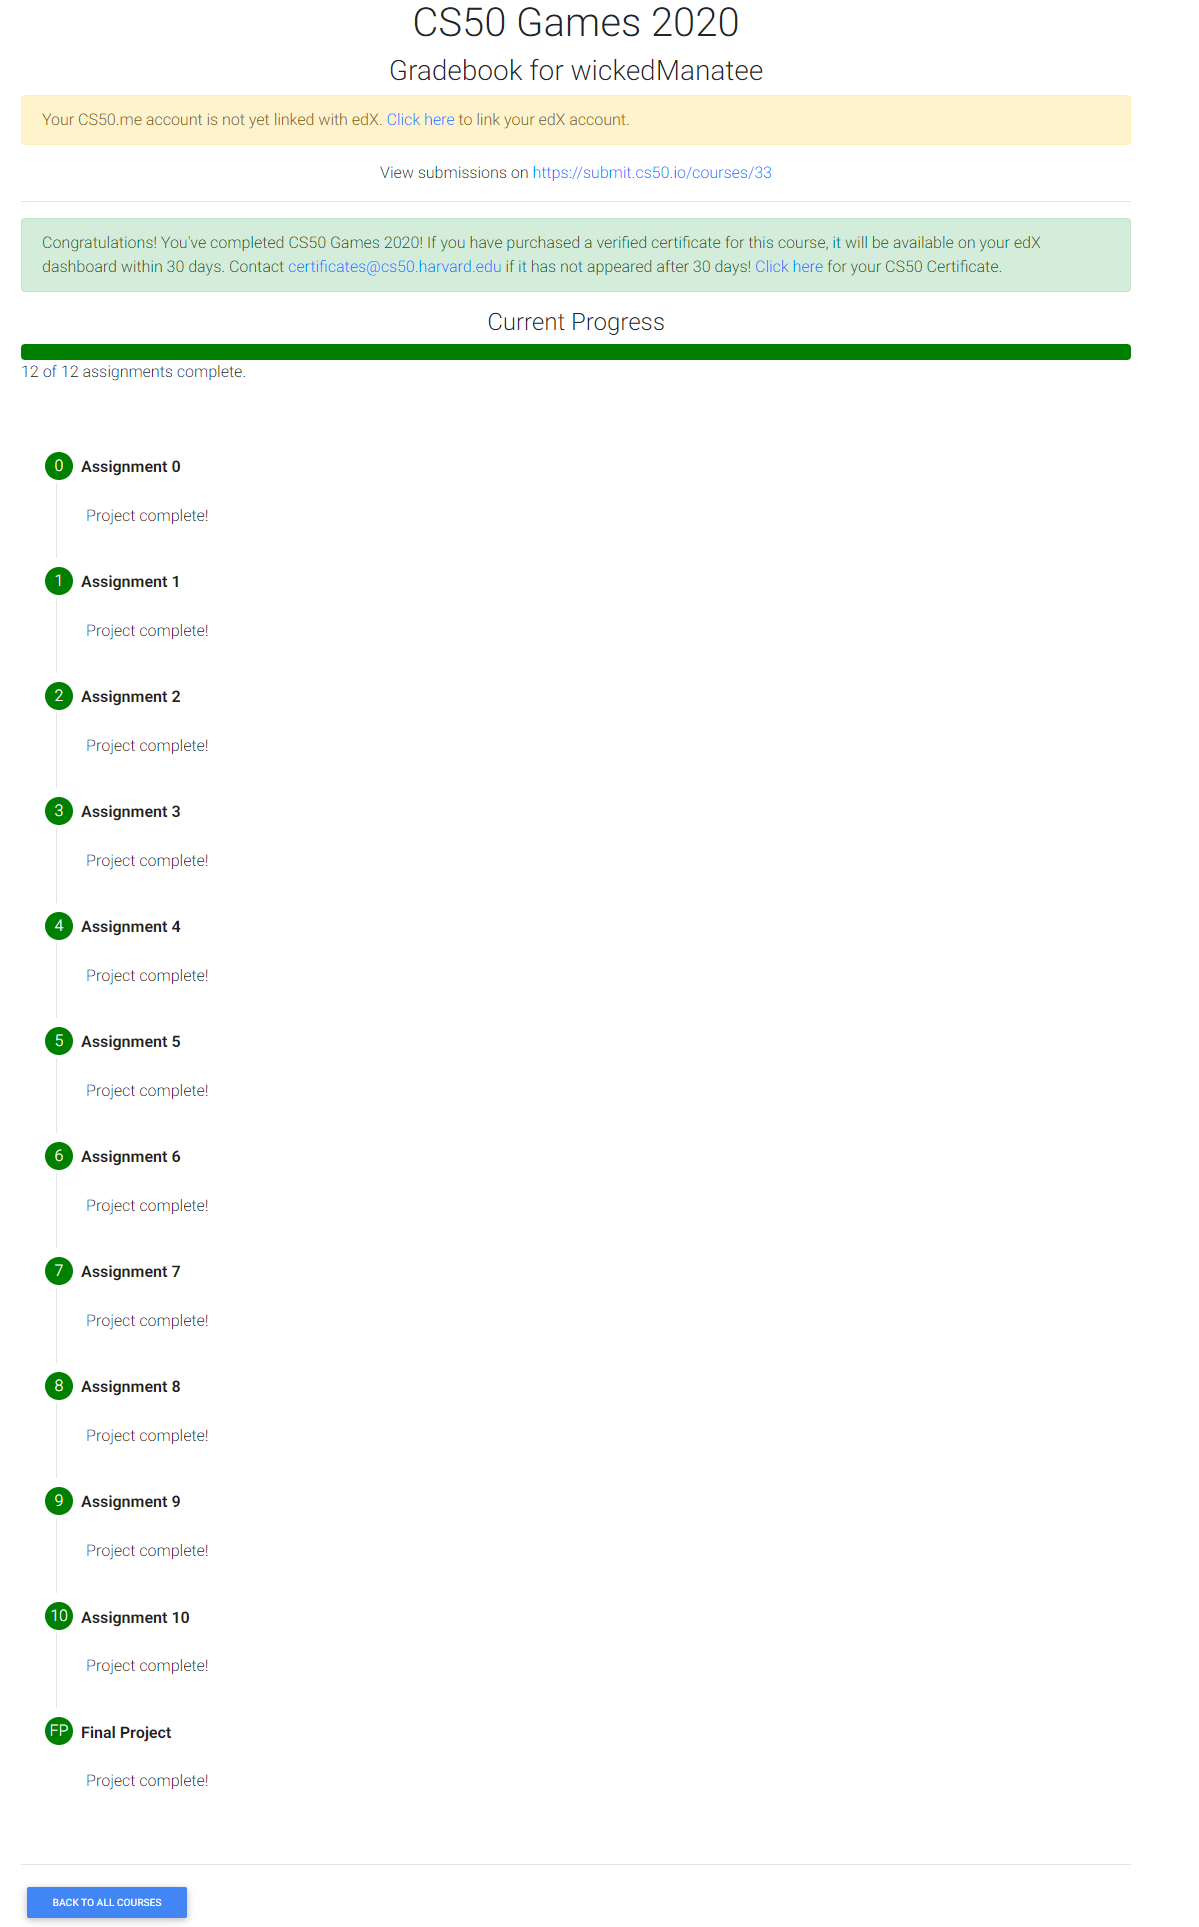 CS50 Games 2020
Gradebook for wickedManatee
Your CS50.me account is not yet linked with edX. Click here to link your edX account.
View submissions on https://submit.cs50.io/courses/33
Congratulations! You've completed CS50 Games 2020! If you have purchased a verified certificate for this course, it will be available on your edX
dashboard within 30 days. Contact certificates@cs50.harvard.edu if it has not appeared after 30 days! Click here for your CS50 Certificate.
Current Progress
12 of 12 assignments complete.
0 Assignment 0
Project complete!
1 Assignment 1
Project complete!
2 Assignment 2
Project complete!
3 Assignment 3
Project complete!
4 Assignment 4
Project complete!
5 Assignment 5
Project complete!
6 Assignment 6
Project complete!
7 Assignment 7
Project complete!
8 Assignment 8
Project complete!
9 Assignment 9
Project complete!
10 Assignment 10
Project complete!
FP Final Project
Project complete!
BACK TO ALL COURSES